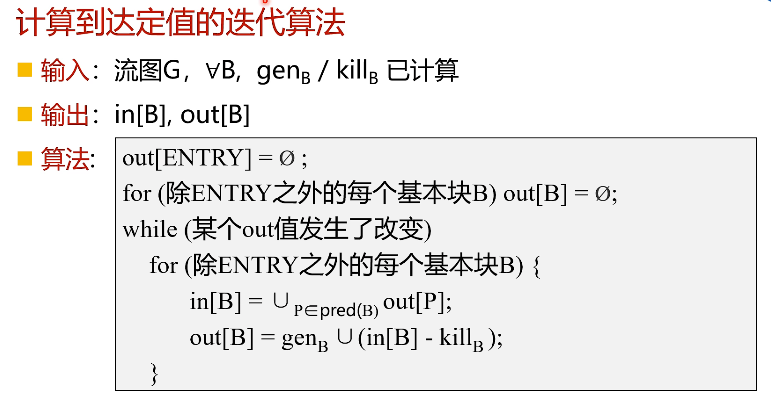 计算到达定值的迭代算法
输入：流图G，∀B，gen_B / kill_B 已计算
输出：in[B], out[B]
算法:
out[ENTRY] = Ø ;
for (除ENTRY之外的每个基本块B) out[B] = Ø;
while (某个out值发生了改变)
for (除ENTRY之外的每个基本块B) {
in[B] = ∪_P∈pred(B) out[P];
out[B] = gen_B ∪(in[B] - kill_B );
}